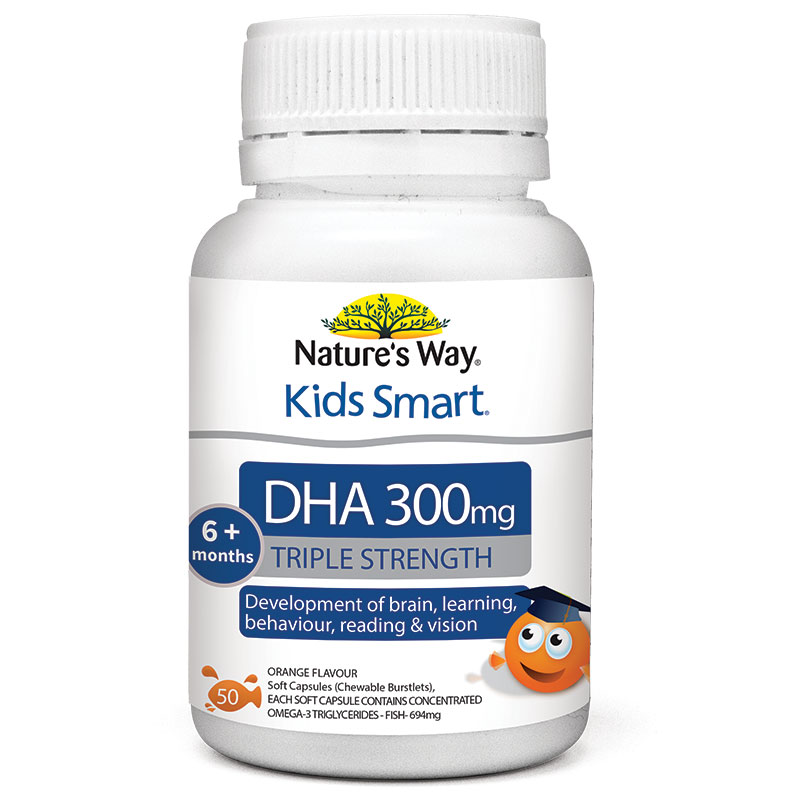 Nature's Way®
Kids Smart®
DHA 300mg
6+
months
TRIPLE STRENGTH
Development of brain, learning,
behaviour, reading & vision
50
ORANGE FLAVOUR
Soft Capsules (Chewable Burstlets),
EACH SOFT CAPSULE CONTAINS CONCENTRATED
OMEGA-3 TRIGLYCERIDES - FISH- 694mg